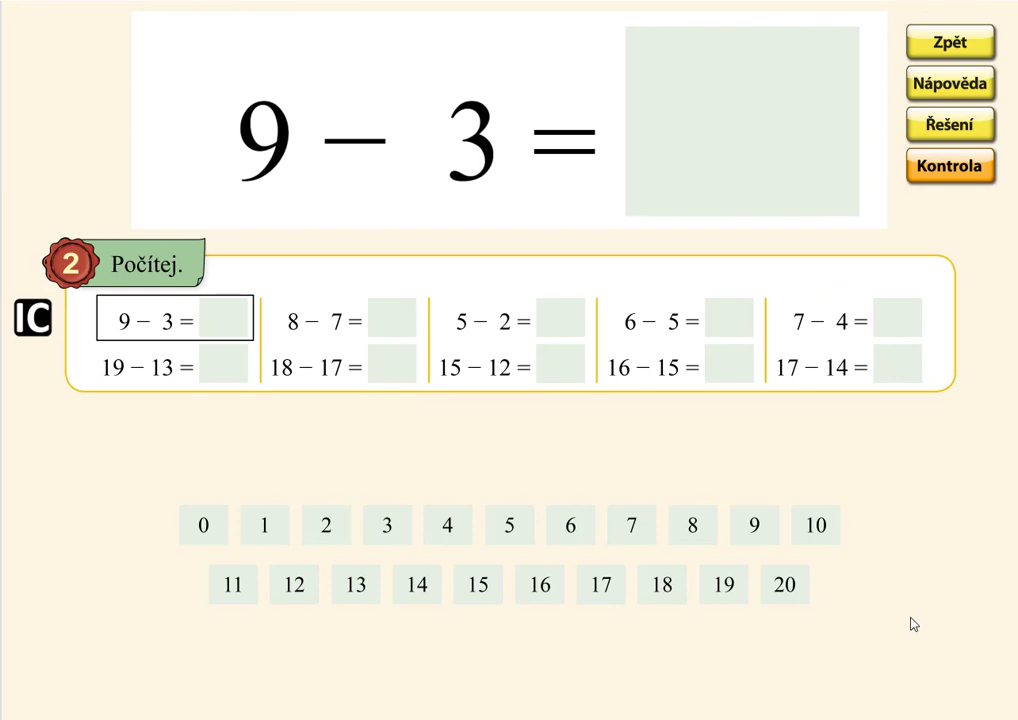 9 − 3 =
Zpět
Nápověda
Řešení
Kontrola
2 Počítej.
IC
9 − 3 = 8 − 7 = 5 − 2 = 6 − 5 = 7 − 4 =
19 − 13 = 18 − 17 = 15 − 12 = 16 − 15 = 17 − 14 =
0 1 2 3 4 5 6 7 8 9 10
11 12 13 14 15 16 17 18 19 20